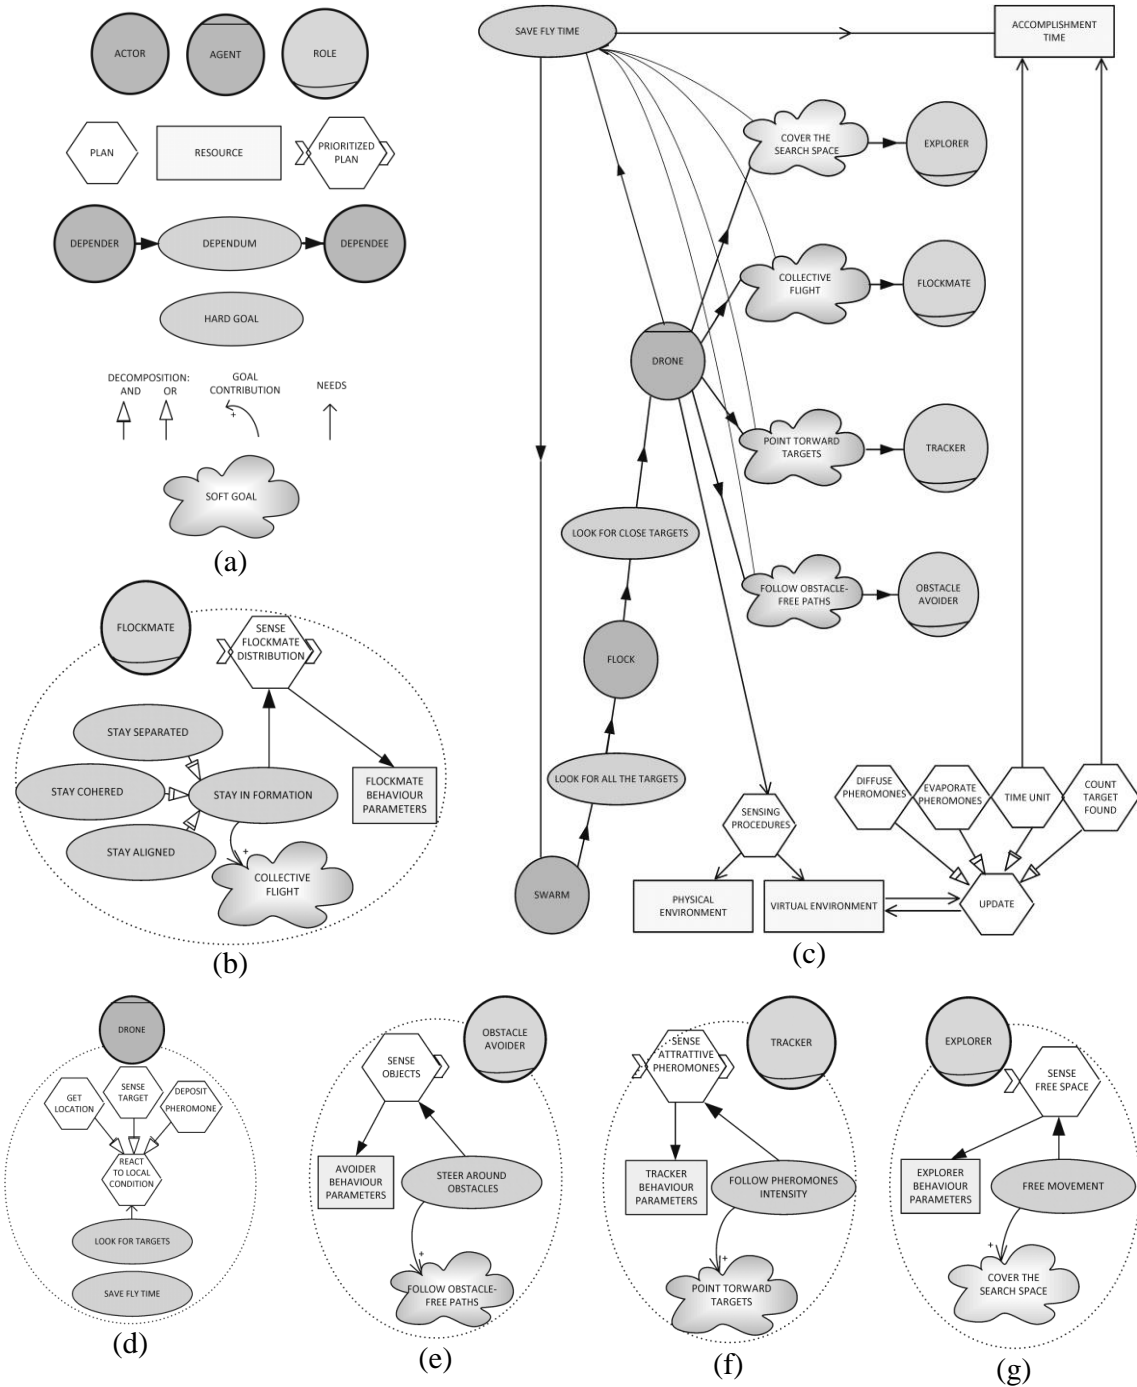 ACTOR
AGENT
ROLE
PLAN
RESOURCE
PRIORITIZED
PLAN
DEPENDER
DEPENDUM
DEPENDEE
HARD GOAL
DECOMPOSITION:
AND OR
GOAL
CONTRIBUTION
NEEDS
+
SOFT GOAL
(a)
FLOCKMATE
SENSE
FLOCKMATE
DISTRIBUTION
STAY SEPARATED
STAY COHERED
STAY IN FORMATION
STAY ALIGNED
FLOCKMATE
BEHAVIOUR
PARAMETERS
+
COLLECTIVE
FLIGHT
(b)
SAVE FLY TIME
ACCOMPLISHMENT
TIME
COVER THE
SEARCH SPACE
EXPLORER
COLLECTIVE
FLIGHT
FLOCKMATE
DRONE
POINT TORWARD
TARGETS
TRACKER
LOOK FOR CLOSE TARGETS
FOLLOW OBSTACLE-
FREE PATHS
OBSTACLE
AVOIDER
FLOCK
LOOK FOR ALL THE TARGETS
SWARM
SENSING
PROCEDURES
PHYSICAL
ENVIRONMENT
VIRTUAL ENVIRONMENT
DIFFUSE
PHEROMONES
EVAPORATE
PHEROMONES
TIME UNIT
COUNT
TARGET
FOUND
UPDATE
(c)
DRONE
GET
LOCATION
SENSE
TARGET
DEPOSIT
PHEROMONE
REACT
TO LOCAL
CONDITION
LOOK FOR TARGETS
SAVE FLY TIME
(d)
OBSTACLE
AVOIDER
SENSE
OBJECTS
AVOIDER
BEHAVIOUR
PARAMETERS
STEER AROUND
OBSTACLES
+
FOLLOW OBSTACLE-
FREE PATHS
(e)
TRACKER
SENSE
ATTRATTIVE
PHEROMONES
TRACKER
BEHAVIOUR
PARAMETERS
FOLLOW PHEROMONES
INTENSITY
+
POINT TORWARD
TARGETS
(f)
EXPLORER
SENSE
FREE SPACE
EXPLORER
BEHAVIOUR
PARAMETERS
FREE MOVEMENT
+
COVER THE
SEARCH SPACE
(g)